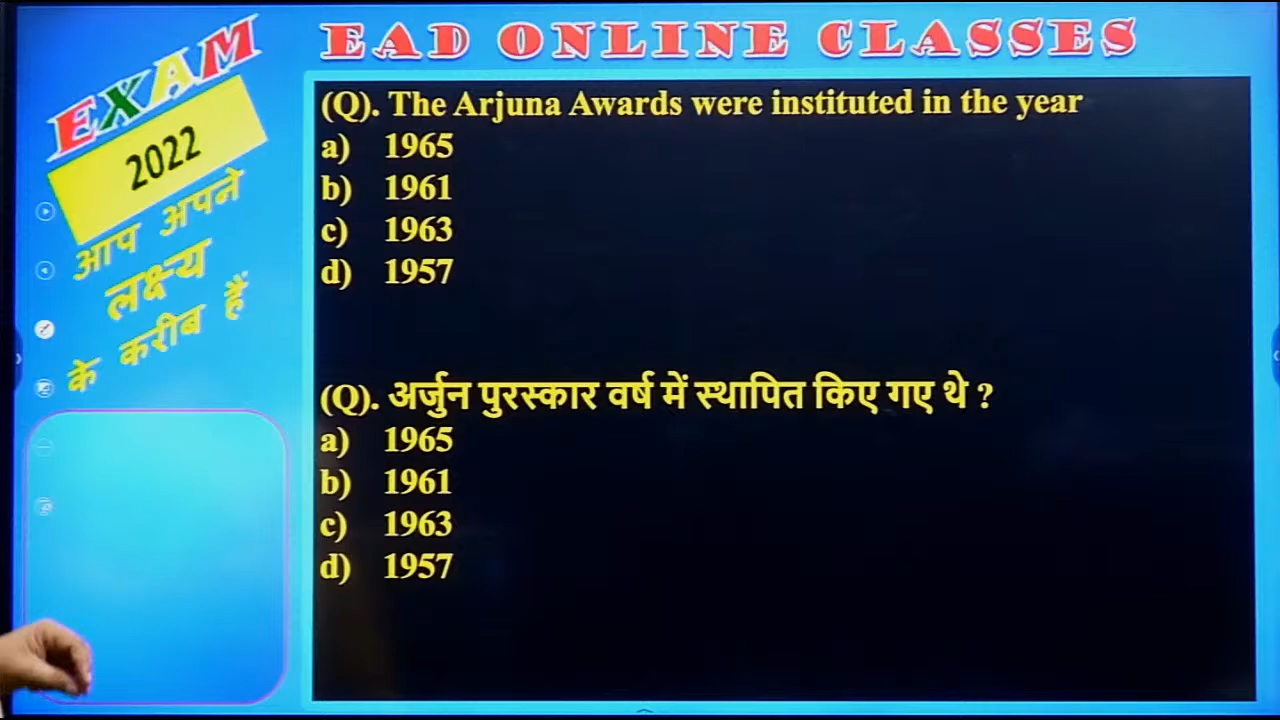 EAD ONLINE CLASSES
EXAM
2022
आप अपने
लक्ष्य
के करीब हैं
(Q). The Arjuna Awards were instituted in the year
a) 1965
b) 1961
c) 1963
d) 1957
(Q). अर्जुन पुरस्कार वर्ष में स्थापित किए गए थे ?
a) 1965
b) 1961
c) 1963
d) 1957